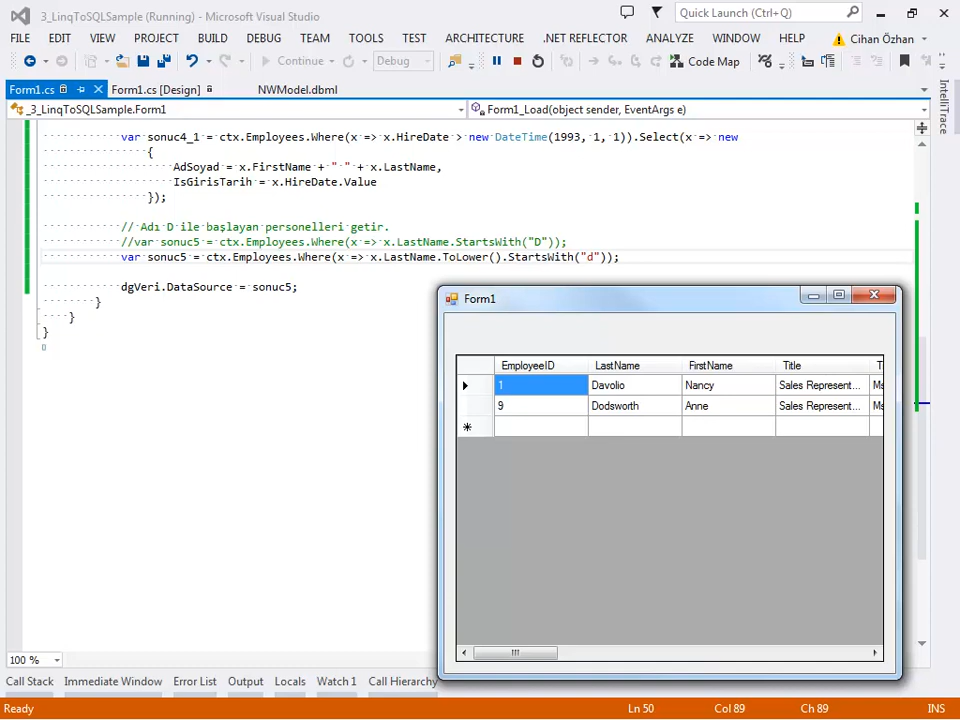 3_LinqToSQLSample (Running) - Microsoft Visual Studio
Quick Launch (Ctrl+Q)
FILE EDIT VIEW PROJECT BUILD DEBUG TEAM TOOLS TEST ARCHITECTURE .NET REFLECTOR ANALYZE WINDOW HELP Cihan Özhan
Continue Debug Code Map
Form1.cs Form1.cs [Design] NWModel.dbml
_3_LinqToSQLSample.Form1 Form1_Load(object sender, EventArgs e)
IntelliTrace
var sonuc4_1 = ctx.Employees.Where(x => x.HireDate > new DateTime(1993, 1, 1)).Select(x => new
{
AdSoyad = x.FirstName + " " + x.LastName,
IsGirisTarih = x.HireDate.Value
});
// Adı D ile başlayan personelleri getir.
//var sonuc5 = ctx.Employees.Where(x => x.LastName.StartsWith("D"));
var sonuc5 = ctx.Employees.Where(x => x.LastName.ToLower().StartsWith("d"));
dgVeri.DataSource = sonuc5;
}
}
}
Form1
EmployeeID LastName FirstName Title T
1 Davolio Nancy Sales Represent... Ms
9 Dodsworth Anne Sales Represent... Ms
100 %
Call Stack Immediate Window Error List Output Locals Watch 1 Call Hierarchy
Ready Ln 50 Col 89 Ch 89 INS